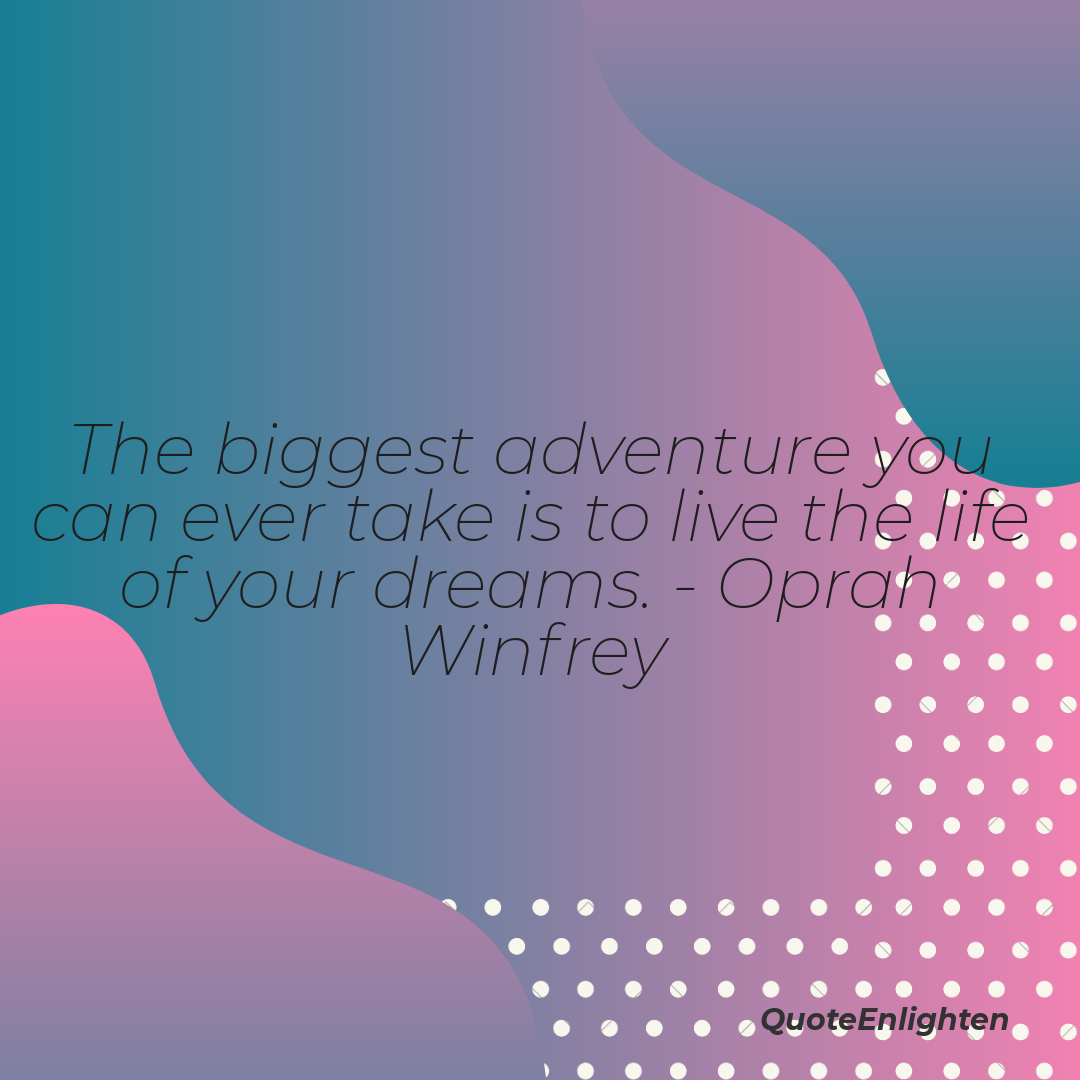 The biggest adventure you
can ever take is to live the life
of your dreams. - Oprah
Winfrey
QuoteEnlighten